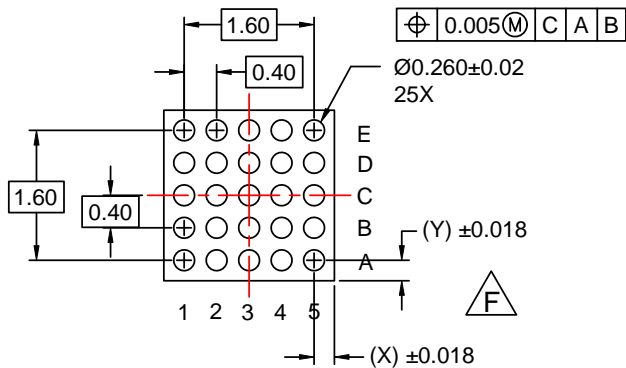 1.60
⌖ 0.005 Ⓜ C A B
0.40
Ø0.260±0.02
25X
E
D
1.60
C
0.40
B
(Y) ±0.018
A
F
1 2 3 4 5
(X) ±0.018